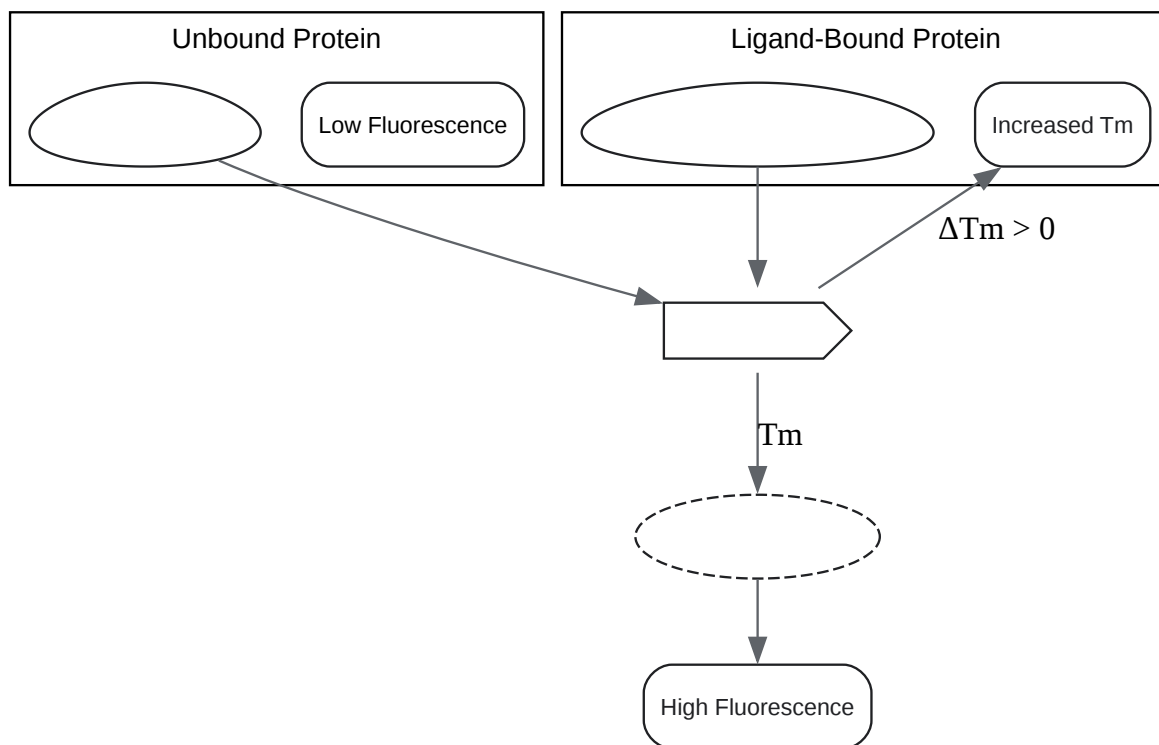 Unbound Protein
Ligand-Bound Protein
Low Fluorescence
Increased Tm
ΔTm > 0
Tm
High Fluorescence